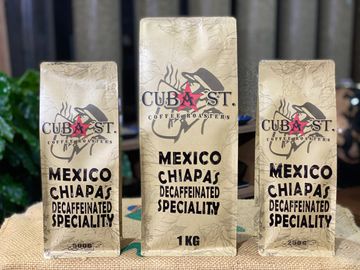 CUBA ST.
COFFEE ROASTERS
MEXICO
CHIAPAS
DECAFFEINATED
SPECIALITY
500G
CUBA ST.
COFFEE ROASTERS
MEXICO
CHIAPAS
DECAFFEINATED
SPECIALITY
1 KG
CUBA ST.
COFFEE ROASTERS
MEXICO
CHIAPAS
DECAFFEINATED
SPECIALITY
250G